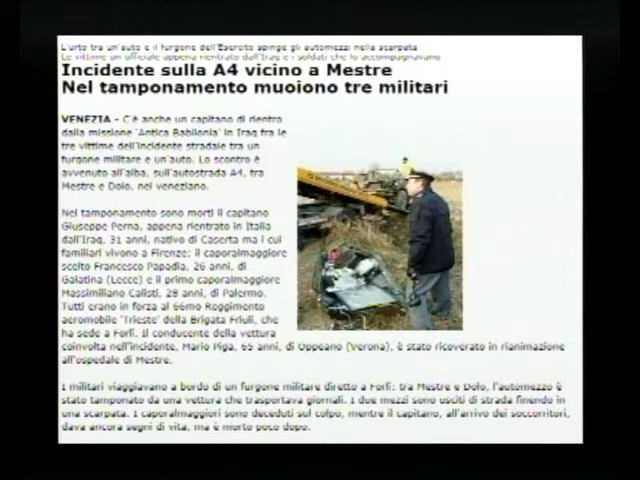 L'urto tra un'auto e il furgone dell'Esercito spinge gli automezzi nella scarpata
Le vittime un ufficiale appena rientrato dall'Iraq e i soldati che lo accompagnavano
Incidente sulla A4 vicino a Mestre
Nel tamponamento muoiono tre militari
VENEZIA - C'è anche un capitano di rientro
dalla missione 'Antica Babilonia' in Iraq fra le
tre vittime dell'incidente stradale tra un
furgone militare e un'auto. Lo scontro è
avvenuto all'alba, sull'autostrada A4, tra
Mestre e Dolo, nel veneziano.
Nel tamponamento sono morti il capitano
Giuseppe Perna, appena rientrato in Italia
dall'Iraq, 31 anni, nativo di Caserta ma i cui
familiari vivono a Firenze; il caporalmaggiore
scelto Francesco Papadia, 26 anni, di
Galatina (Lecce) e il primo caporalmaggiore
Massimiliano Calisti, 28 anni, di Palermo.
Tutti erano in forza al 66mo Reggimento
aeromobile 'Trieste' della Brigata Friuli, che
ha sede a Forlì. Il conducente della vettura
coinvolta nell'incidente, Mario Piga, 65 anni, di Oppeano (Verona), è stato ricoverato in rianimazione
all'ospedale di Mestre.
I militari viaggiavano a bordo di un furgone militare diretto a Forlì: tra Mestre e Dolo, l'automezzo è
stato tamponato da una vettura che trasportava giornali. I due mezzi sono usciti di strada finendo in
una scarpata. I caporalmaggiori sono deceduti sul colpo, mentre il capitano, all'arrivo dei soccorritori,
dava ancora segni di vita, ma è morto poco dopo.